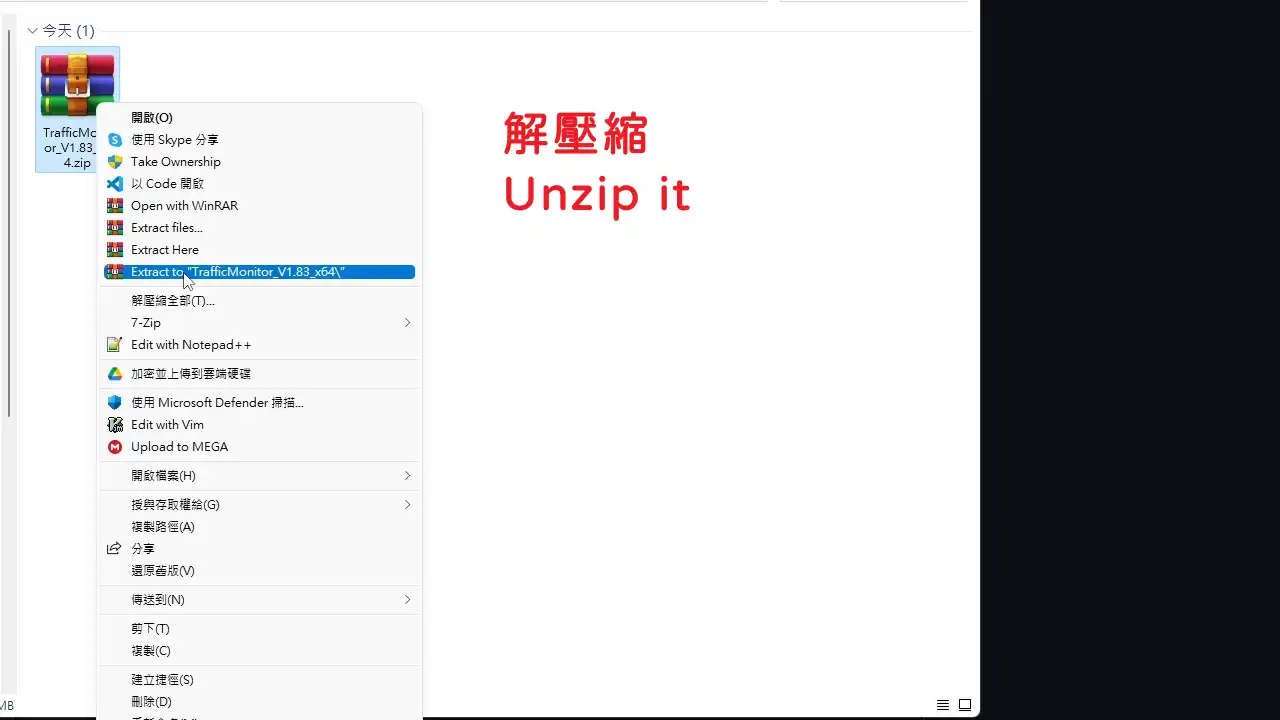 今天 (1)
TrafficMo
or_V1.83_
4.zip
開啟(O)
使用 Skype 分享
Take Ownership
以 Code 開啟
Open with WinRAR
Extract files...
Extract Here
Extract to "TrafficMonitor_V1.83_x64\"
解壓縮全部(T)...
7-Zip
Edit with Notepad++
加密並上傳到雲端硬碟
使用 Microsoft Defender 掃描...
Edit with Vim
Upload to MEGA
開啟檔案(H)
授與存取權給(G)
複製路徑(A)
分享
還原舊版(V)
傳送到(N)
剪下(T)
複製(C)
建立捷徑(S)
刪除(D)
解壓縮
Unzip it
MB